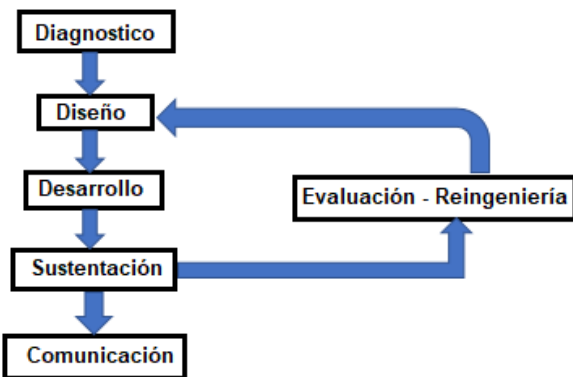 Diagnostico
Diseño
Desarrollo
Evaluación - Reingeniería
Sustentación
Comunicación